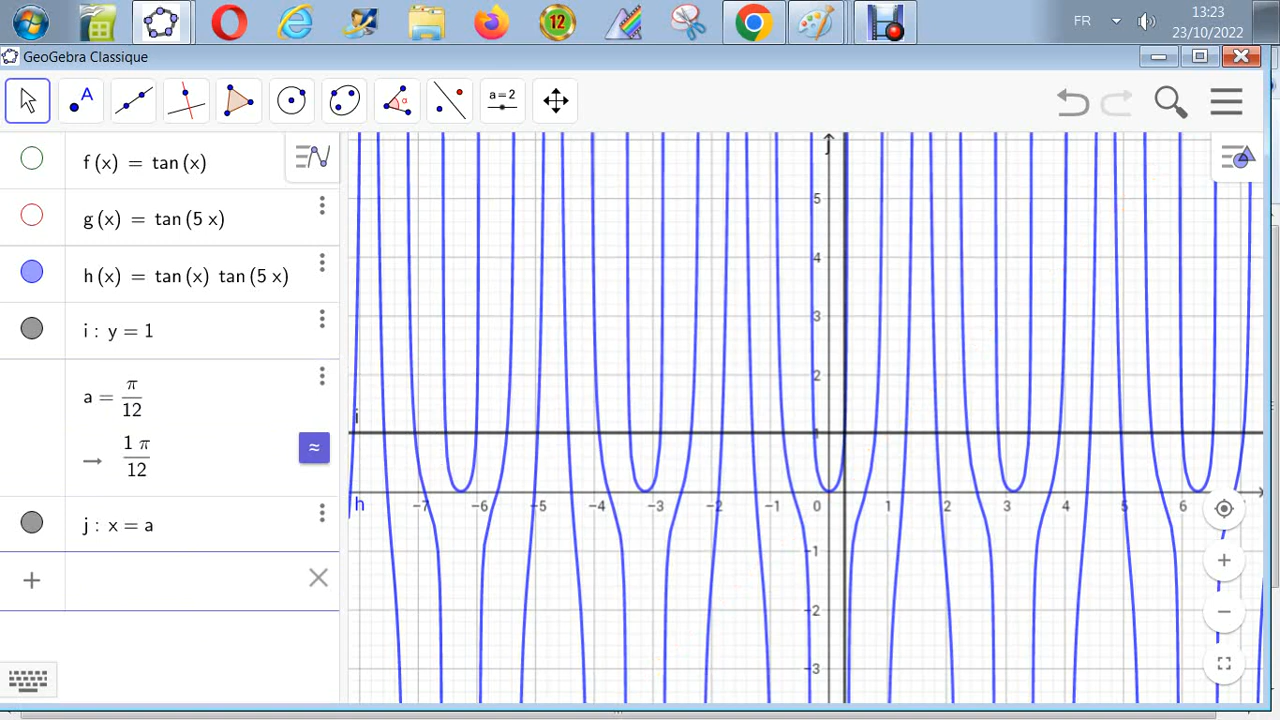 12
FR
13:23
23/10/2022
GeoGebra Classique
A
α
a=2
f(x) = tan(x)
g(x) = tan(5 x)
h(x) = tan(x) tan(5 x)
i : y = 1
a = π/12
→ 1 π/12
≈
j : x = a
+
j
5
4
3
2
1
i
h
-7 -6 -5 -4 -3 -2 -1 0 1 2 3 4 5 6
-1
-2
-3